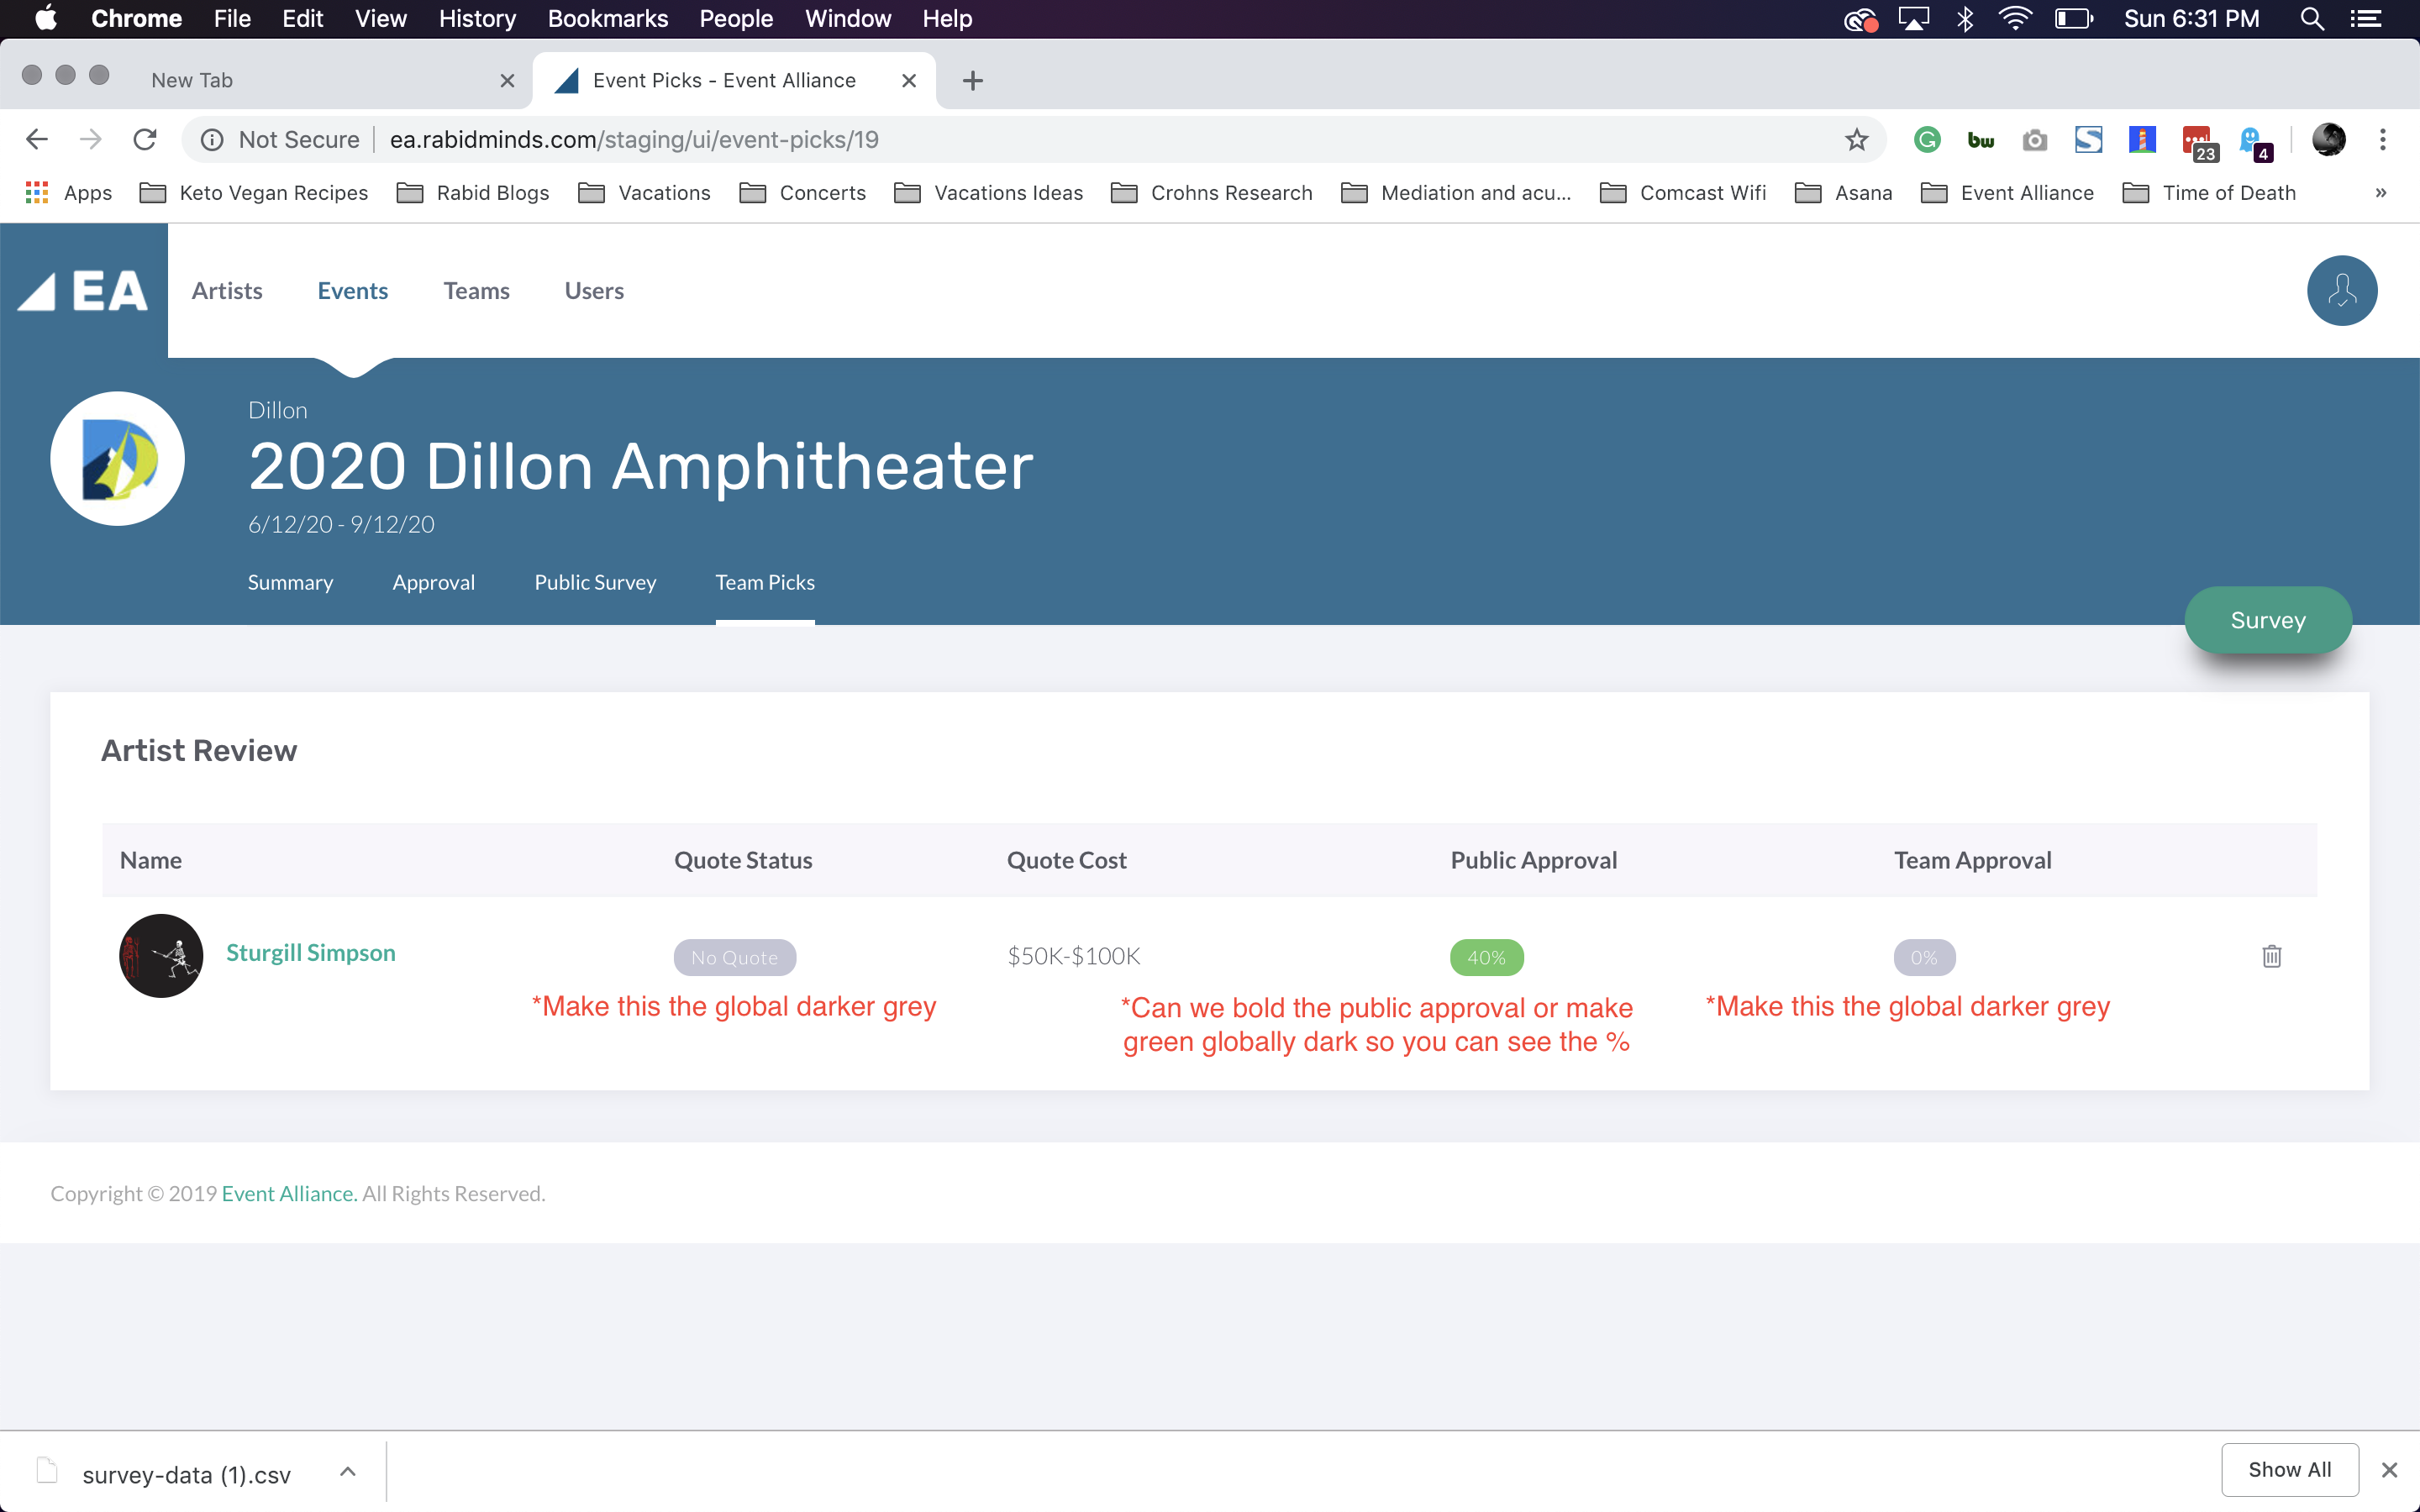 Chrome File Edit View History Bookmarks People Window Help Sun 6:31 PM
New Tab Event Picks - Event Alliance
Not Secure ea.rabidminds.com/staging/ui/event-picks/19 bw 23 4
Apps Keto Vegan Recipes Rabid Blogs Vacations Concerts Vacations Ideas Crohns Research Mediation and acu... Comcast Wifi Asana Event Alliance Time of Death »
EA Artists Events Teams Users
Dillon
2020 Dillon Amphitheater
6/12/20 - 9/12/20
Summary Approval Public Survey Team Picks
Survey
Artist Review
Name Quote Status Quote Cost Public Approval Team Approval
Sturgill Simpson No Quote $50K-$100K 40% 0%
*Make this the global darker grey
*Can we bold the public approval or make
green globally dark so you can see the %
*Make this the global darker grey
Copyright © 2019 Event Alliance. All Rights Reserved.
survey-data (1).csv Show All